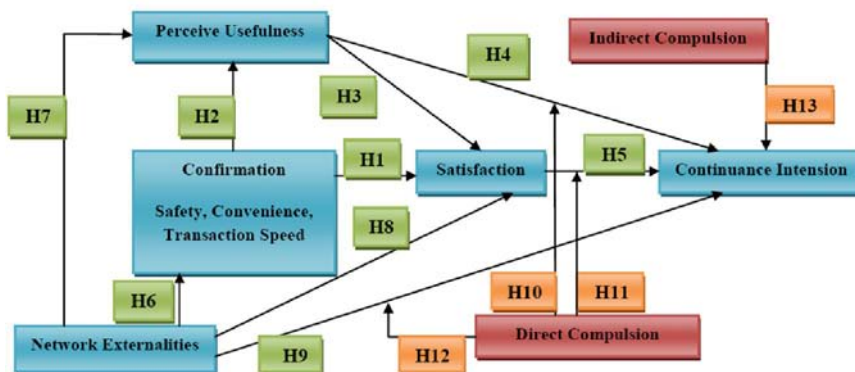 Perceive Usefulness
H4
Indirect Compulsion
H7
H2
H3
H13
Confirmation
Safety, Convenience,
Transaction Speed
H1
Satisfaction
H5
Continuance Intension
H8
H6
H10
H11
Network Externalities
H9
H12
Direct Compulsion